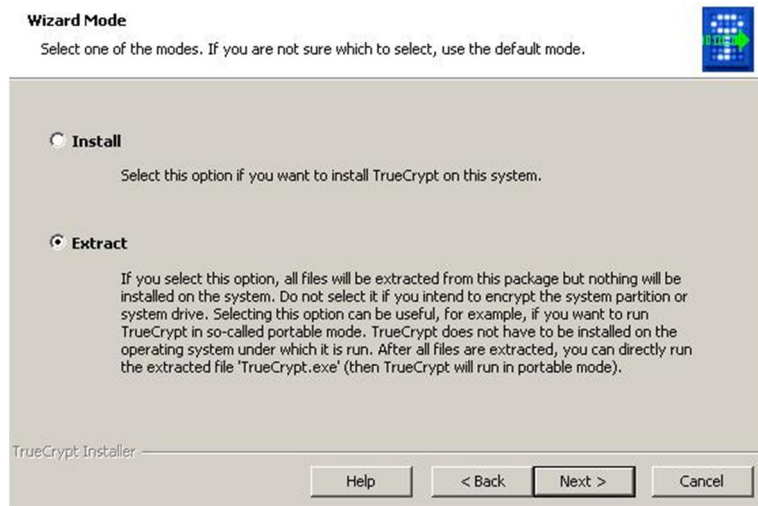 Wizard Mode
Select one of the modes. If you are not sure which to select, use the default mode.
Install
Select this option if you want to install TrueCrypt on this system.
Extract
If you select this option, all files will be extracted from this package but nothing will be
installed on the system. Do not select it if you intend to encrypt the system partition or
system drive. Selecting this option can be useful, for example, if you want to run
TrueCrypt in so-called portable mode. TrueCrypt does not have to be installed on the
operating system under which it is run. After all files are extracted, you can directly run
the extracted file 'TrueCrypt.exe' (then TrueCrypt will run in portable mode).
TrueCrypt Installer
Help
< Back
Next >
Cancel